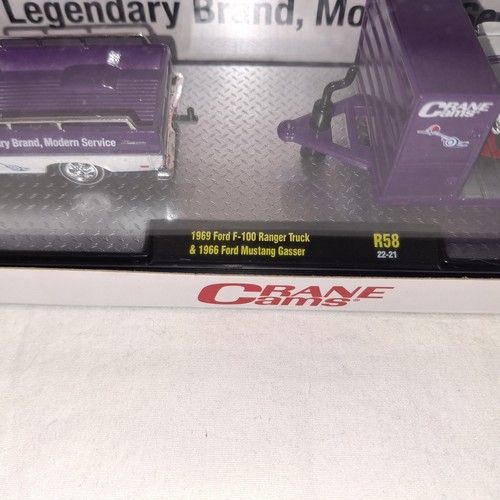 Legendary Brand, Mo
Brand, Modern Service
CRANE
Cams
1969 Ford F-100 Ranger Truck
& 1966 Ford Mustang Gasser
R58
22-21
CRANE
Cams